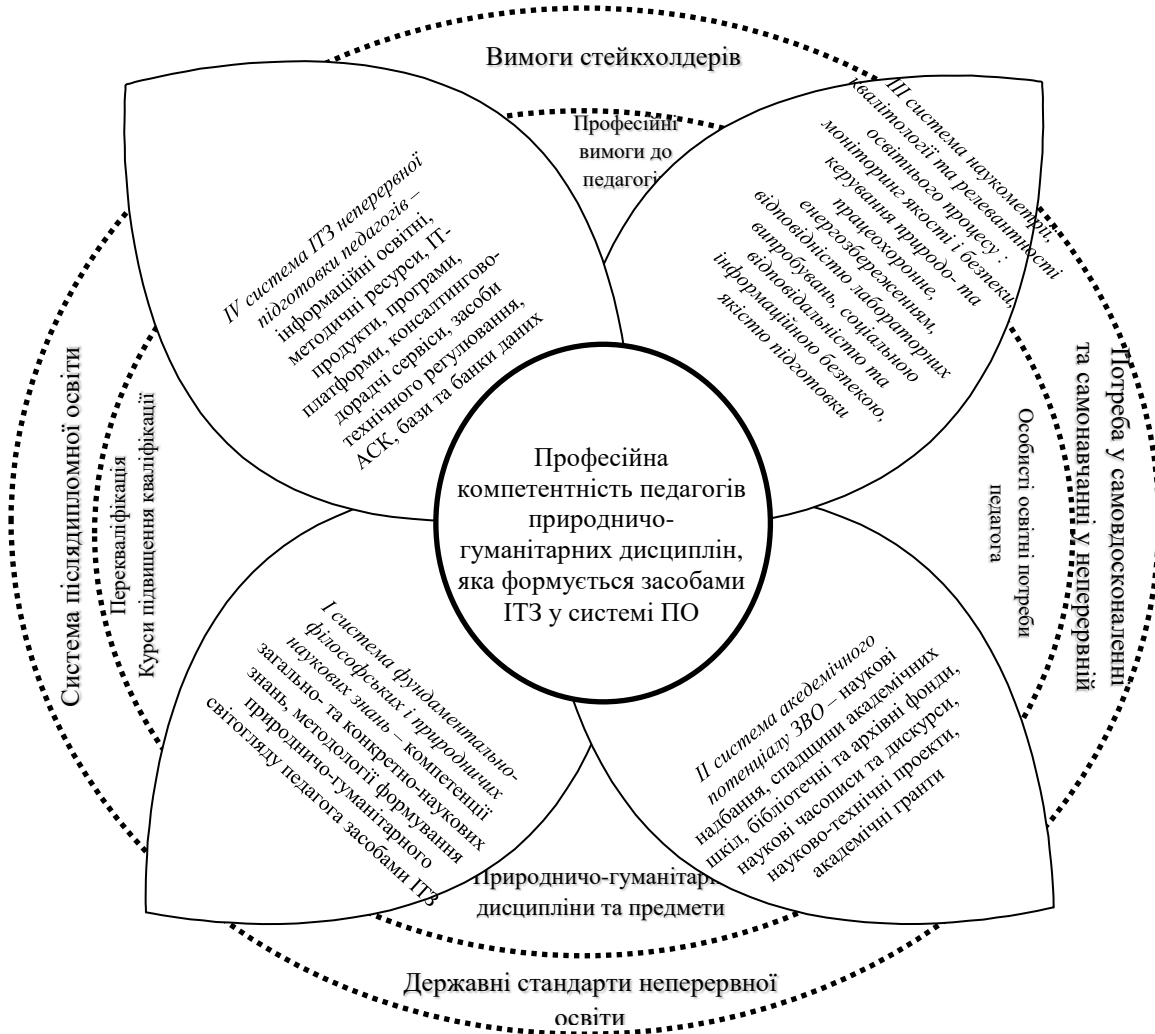 Вимоги стейкхолдерів
Професійні
вимоги до
IV система ІТЗ неперервної
підготовки педагогів –
інформаційні освітні,
методичні ресурси, ІТ-
продукти, програми,
платформи, консалтингово-
дорадчі сервіси, засоби
технічного регулювання,
АСК, бази та банки даних
III система наукометрії,
квалітології та релевантності
освітнього процесу :
моніторинг якості і безпеки,
керування природо- та
працеохоронне,
енергозбереженням,
відповідністю лабораторних
випробувань, соціальною
відповідальністю та
інформаційною безпекою,
якістю підготовки
Система післядипломної освіти
Перекваліфікація
Курси підвищення кваліфікації
Професійна
компетентність педагогів
природничо-
гуманітарних дисциплін,
яка формується засобами
ІТЗ у системі ПО
Особисті освітні потреби
педагога
Потреба у самовдосконаленні
та самонавчанні у неперервній
I система фундаментально-
філософських і природничих
наукових знань – компетенції
загально- та конкретно-наукових
знань, методології формування
природничо-гуманітарного
світогляду педагога засобами ІТЗ
II система акедемічного
потенціалу ЗВО – наукові
надбання, спадщини академічних
шкіл, бібліотечні та архівні фонди,
наукові часописи та дискурси,
науково-технічні проекти,
академічні гранти
дисципліни та предмети
Державні стандарти неперервної
освіти